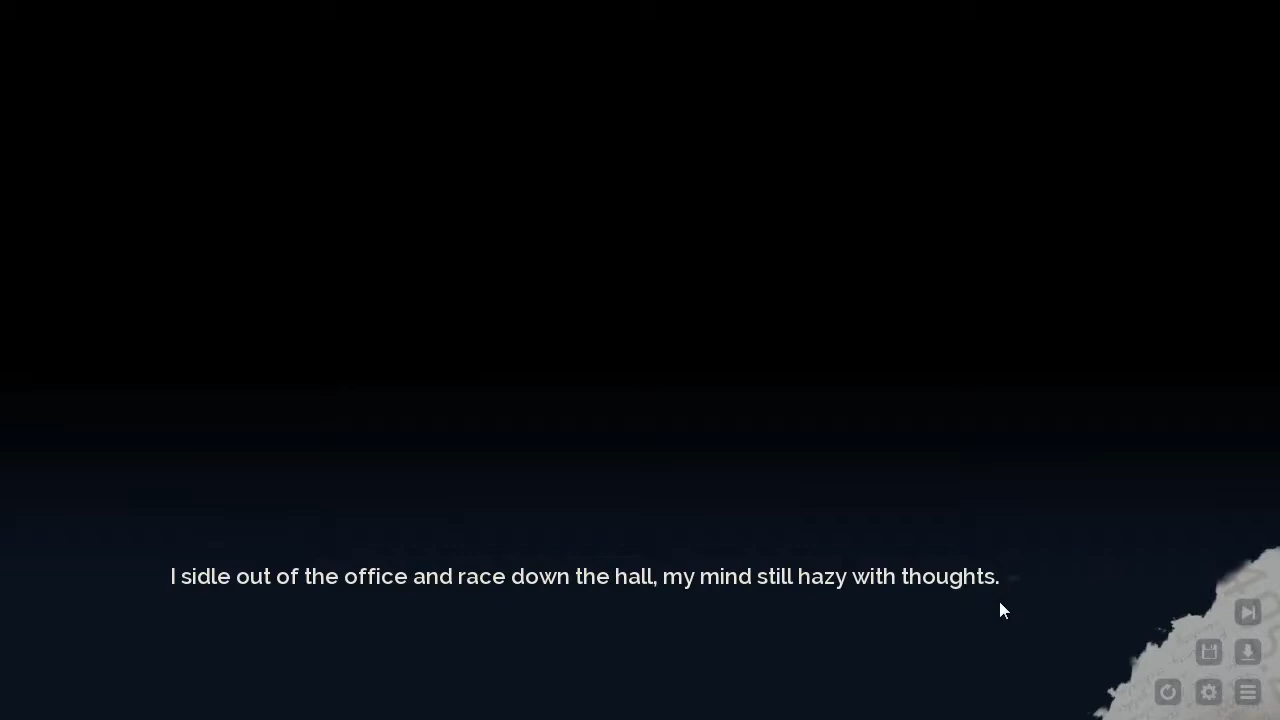 I sidle out of the office and race down the hall, my mind still hazy with thoughts.